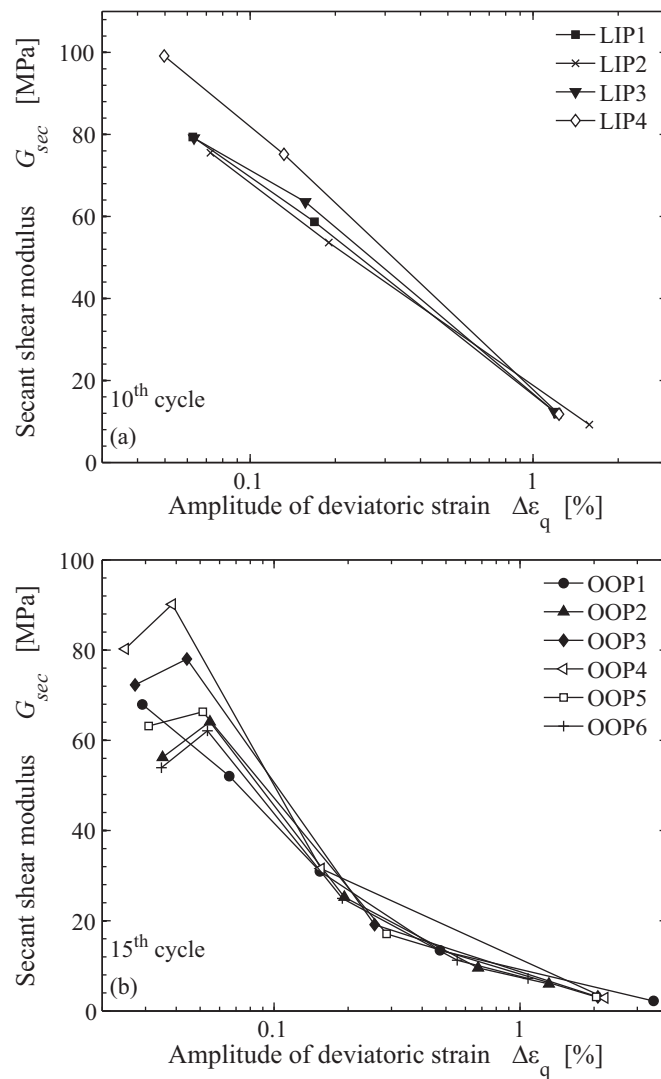 100
80
60
40
20
0
Secant shear modulus G_sec [MPa]
LIP1
LIP2
LIP3
LIP4
10th cycle
(a)
0.1
1
Amplitude of deviatoric strain Δε_q [%]
100
80
60
40
20
0
Secant shear modulus G_sec [MPa]
OOP1
OOP2
OOP3
OOP4
OOP5
OOP6
15th cycle
(b)
0.1
1
Amplitude of deviatoric strain Δε_q [%]